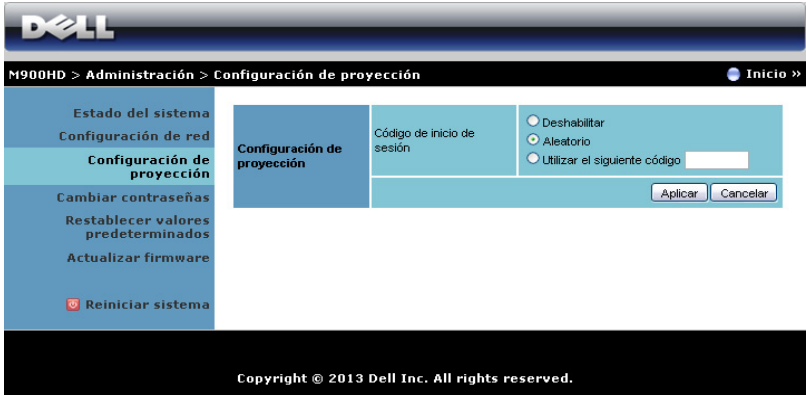 DELL
M900HD > Administración > Configuración de proyección
Inicio »
Estado del sistema
Configuración de red
Configuración de
proyección
Cambiar contraseñas
Restablecer valores
predeterminados
Actualizar firmware
Reiniciar sistema
Configuración de
proyección
Código de inicio de
sesión
Deshabilitar
Aleatorio
Utilizar el siguiente código
Aplicar
Cancelar
Copyright © 2013 Dell Inc. All rights reserved.